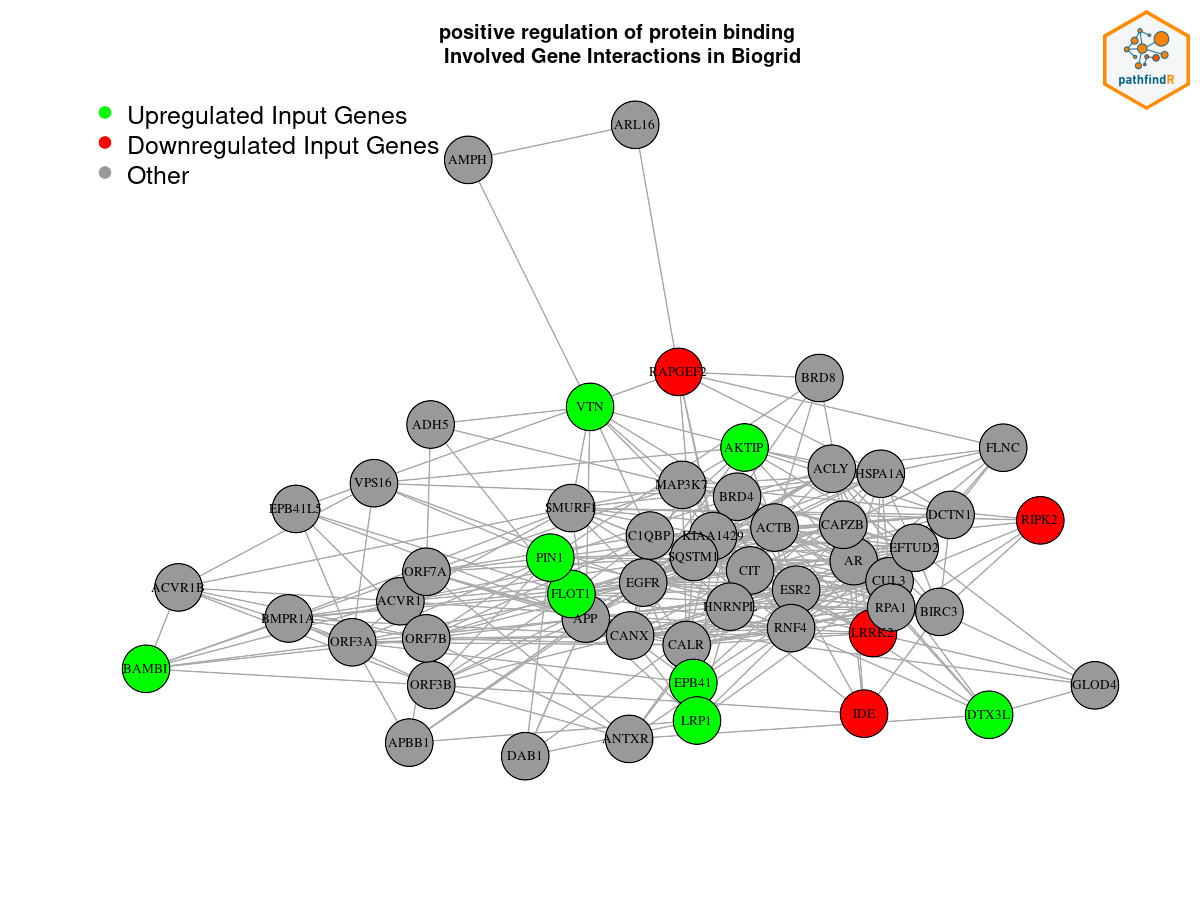 positive regulation of protein binding
Involved Gene Interactions in Biogrid
pathfindR
Upregulated Input Genes
Downregulated Input Genes
Other
ARL16
AMPH
RAPGEF2
BRD8
VTN
ADH5
AKTIP
FLNC
ACLY
HSPA1A
VPS16
MAP3K7
BRD4
EPB41L5
SMURF1
DCTN1
RIPK2
CAPZB
ACTB
C1QBP
KIAA1429
EFTUD2
SQSTM1
PIN1
AR
CIT
ORF7A
EGFR
CUL3
ACVR1B
ESR2
FLOT1
ACVR1
HNRNPL
RPA1
BIRC3
BMPR1A
APP
RNF4
LRRK2
CANX
ORF7B
ORF3A
CALR
BAMBI
EPB41
ORF3B
GLOD4
IDE
DTX3L
LRP1
ANTXR1
APBB1
DAB1